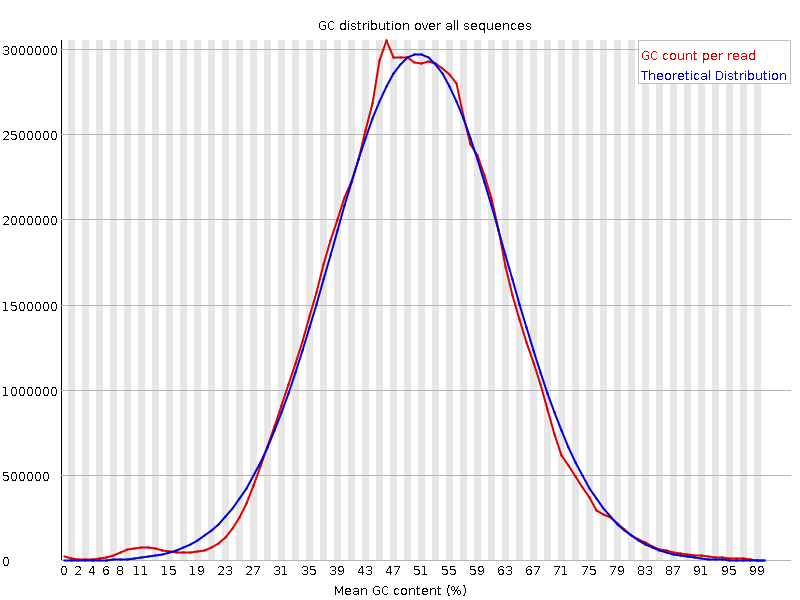 GC distribution over all sequences
GC count per read
Theoretical Distribution
3000000
2500000
2000000
1500000
1000000
500000
0
0 2 4 6 8 11 15 19 23 27 31 35 39 43 47 51 55 59 63 67 71 75 79 83 87 91 95 99
Mean GC content (%)